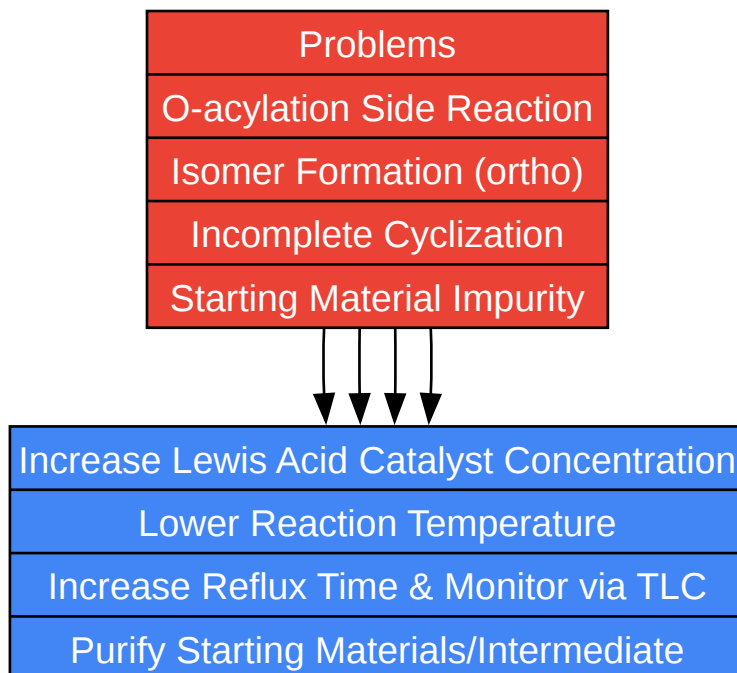 Problems
O-acylation Side Reaction
Isomer Formation (ortho)
Incomplete Cyclization
Starting Material Impurity
Increase Lewis Acid Catalyst Concentration
Lower Reaction Temperature
Increase Reflux Time & Monitor via TLC
Purify Starting Materials/Intermediate